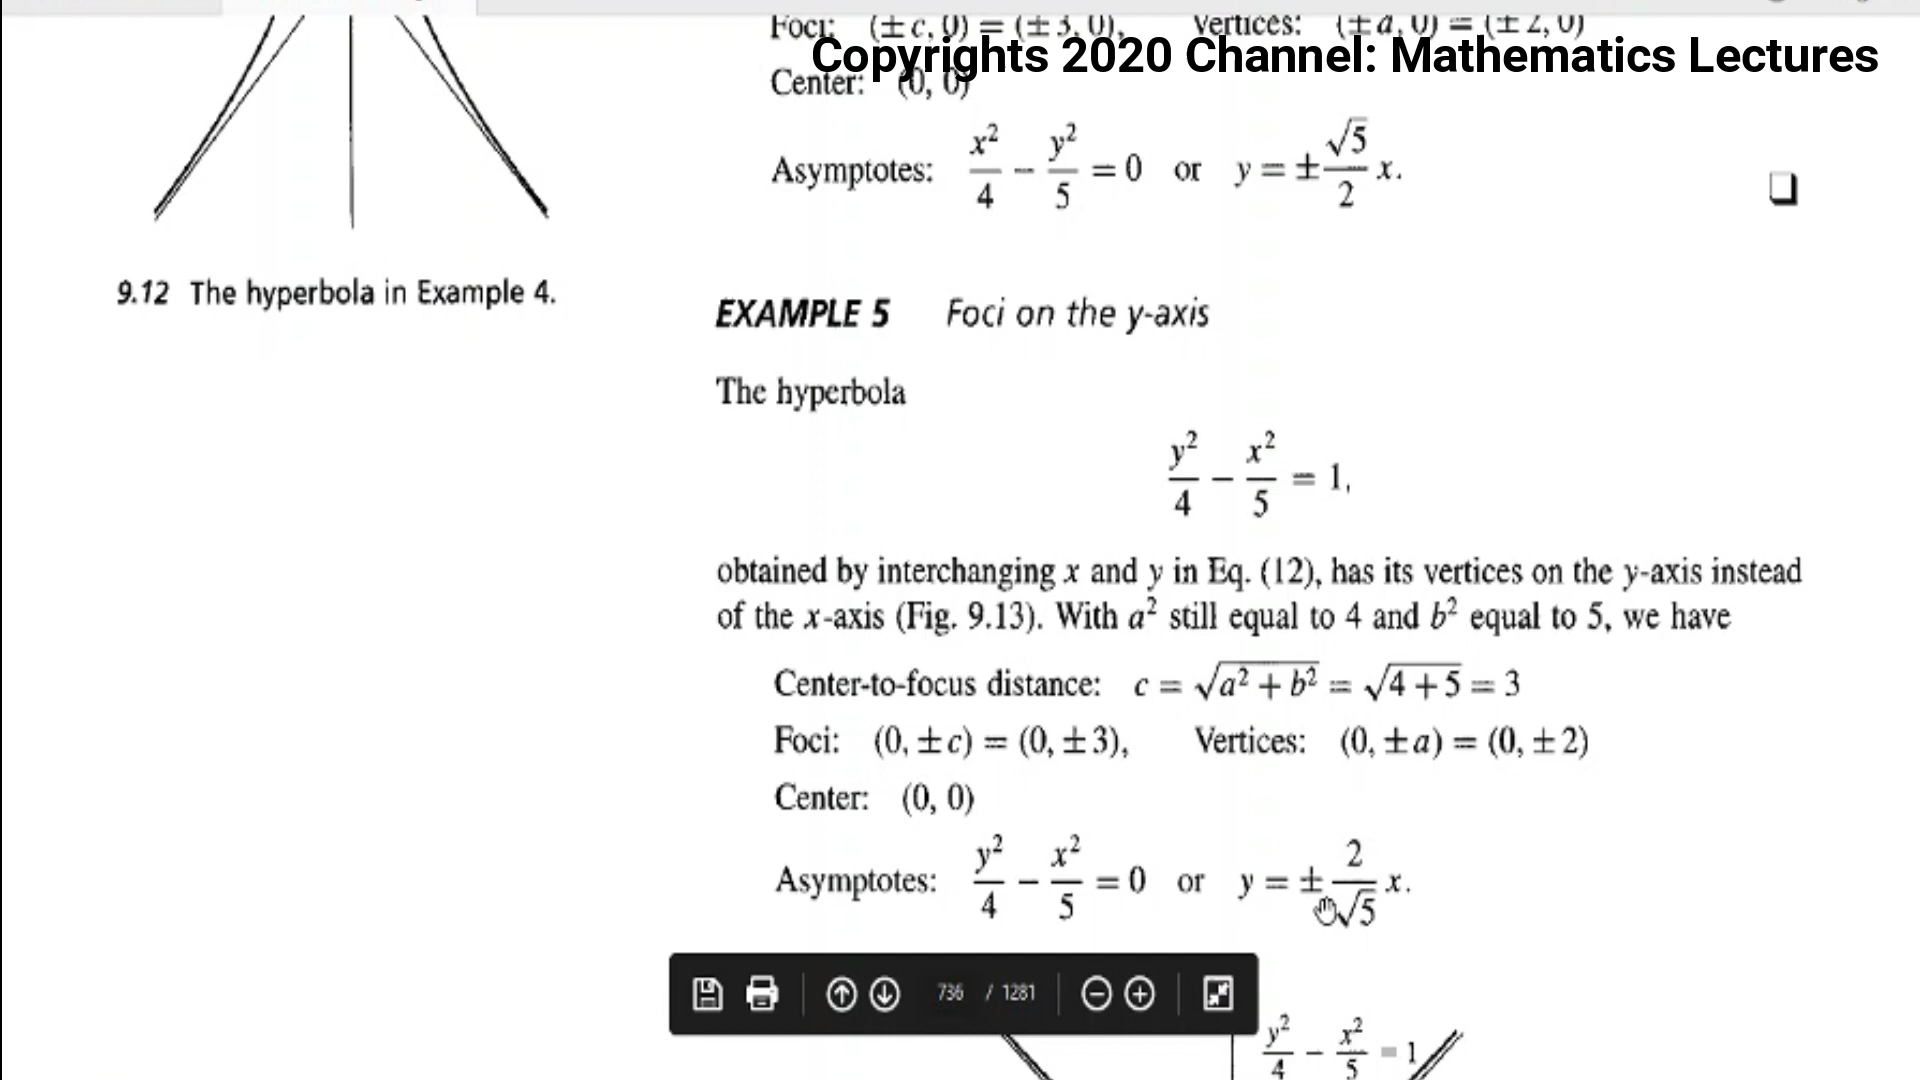 Foci: (± c, 0) = (± 3, 0), Vertices: (± a, 0) = (± 2, 0)
Copyrights 2020 Channel: Mathematics Lectures
Center: (0, 0)
Asymptotes: x²/4 − y²/5 = 0 or y = ± √5/2 x.
9.12 The hyperbola in Example 4.
EXAMPLE 5 Foci on the y-axis
The hyperbola
y²/4 − x²/5 = 1,
obtained by interchanging x and y in Eq. (12), has its vertices on the y-axis instead
of the x-axis (Fig. 9.13). With a² still equal to 4 and b² equal to 5, we have
Center-to-focus distance: c = √(a² + b²) = √(4 + 5) = 3
Foci: (0, ± c) = (0, ± 3), Vertices: (0, ± a) = (0, ± 2)
Center: (0, 0)
Asymptotes: y²/4 − x²/5 = 0 or y = ± 2/√5 x.
736 / 1281
y²/4 − x²/5 = 1